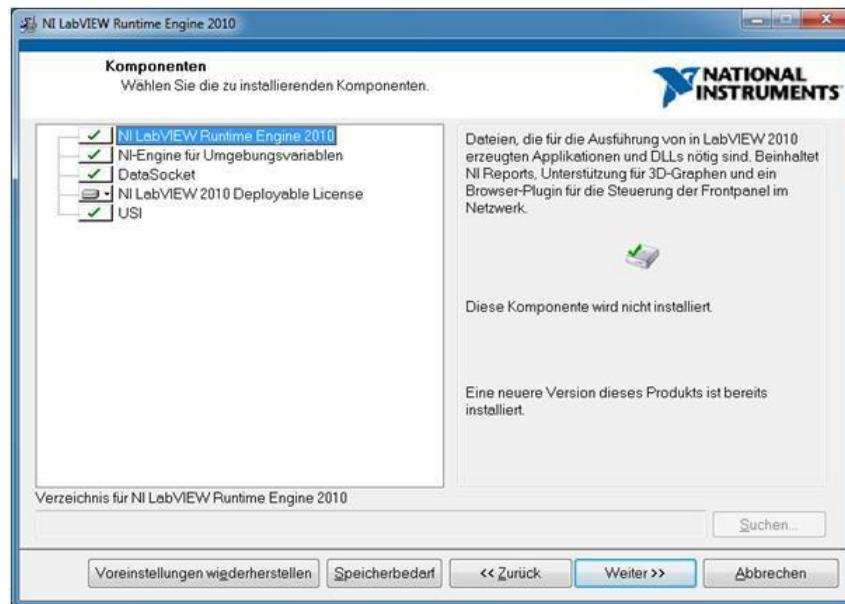 NI LabVIEW Runtime Engine 2010
Komponenten
Wählen Sie die zu installierenden Komponenten.
NATIONAL
INSTRUMENTS
NI LabVIEW Runtime Engine 2010
NI-Engine für Umgebungsvariablen
DataSocket
NI LabVIEW 2010 Deployable License
USI
Dateien, die für die Ausführung von in LabVIEW 2010
erzeugten Applikationen und DLLs nötig sind. Beinhaltet
NI Reports, Unterstützung für 3D-Graphen und ein
Browser-Plugin für die Steuerung der Frontpanel im
Netzwerk.
Diese Komponente wird nicht installiert.
Eine neuere Version dieses Produkts ist bereits
installiert.
Verzeichnis für NI LabVIEW Runtime Engine 2010
Suchen...
Voreinstellungen wiederherstellen
Speicherbedarf
<< Zurück
Weiter >>
Abbrechen